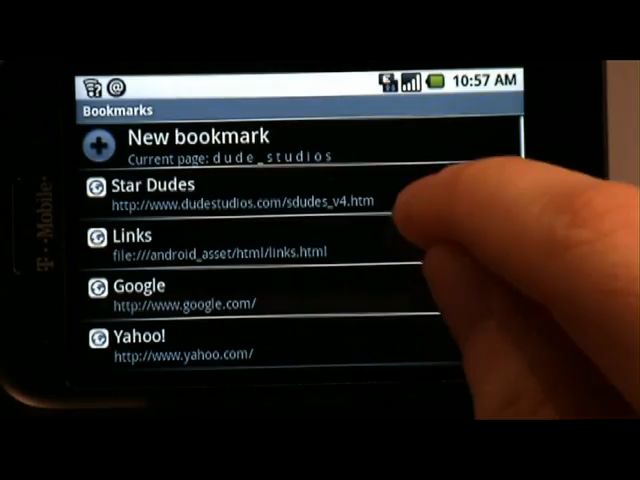 10:57 AM
Bookmarks
New bookmark
Current page: d u d e _ s t u d i o s
Star Dudes
http://www.dudestudios.com/sdudes_v4.htm
Links
file:///android_asset/html/links.html
Google
http://www.google.com/
Yahoo!
http://www.yahoo.com/
T··Mobile·